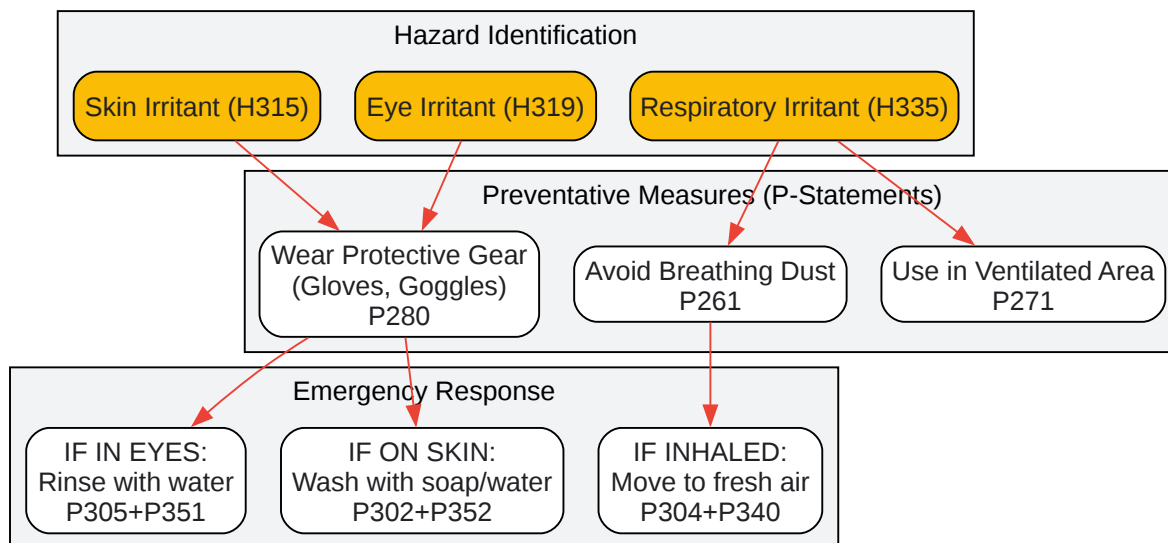 Hazard Identification
Skin Irritant (H315)
Eye Irritant (H319)
Respiratory Irritant (H335)
Preventative Measures (P-Statements)
Wear Protective Gear
(Gloves, Goggles)
P280
Avoid Breathing Dust
P261
Use in Ventilated Area
P271
Emergency Response
IF IN EYES:
Rinse with water
P305+P351
IF ON SKIN:
Wash with soap/water
P302+P352
IF INHALED:
Move to fresh air
P304+P340